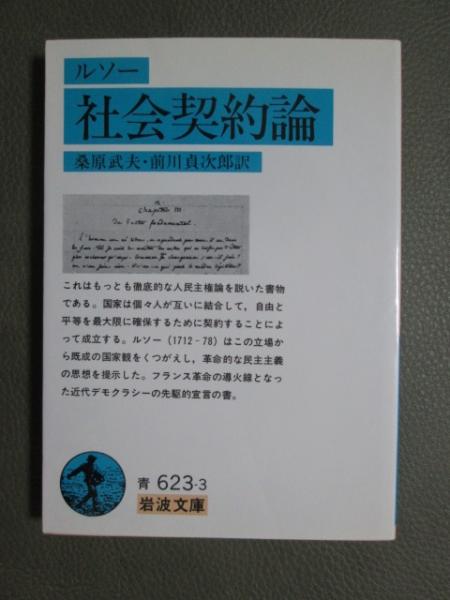 ルソー
社会契約論
桑原武夫・前川貞次郎訳
Chapitre III
これはもっとも徹底的な人民主権論を説いた書物
である。国家は個々人が互いに結合して，自由と
平等を最大限に確保するために契約することによ
って成立する。ルソー（1712‐78）はこの立場か
ら既成の国家観をくつがえし，革命的な民主主義
の思想を提示した。フランス革命の導火線となっ
た近代デモクラシーの先駆的宣言の書。
青 623-3
岩波文庫